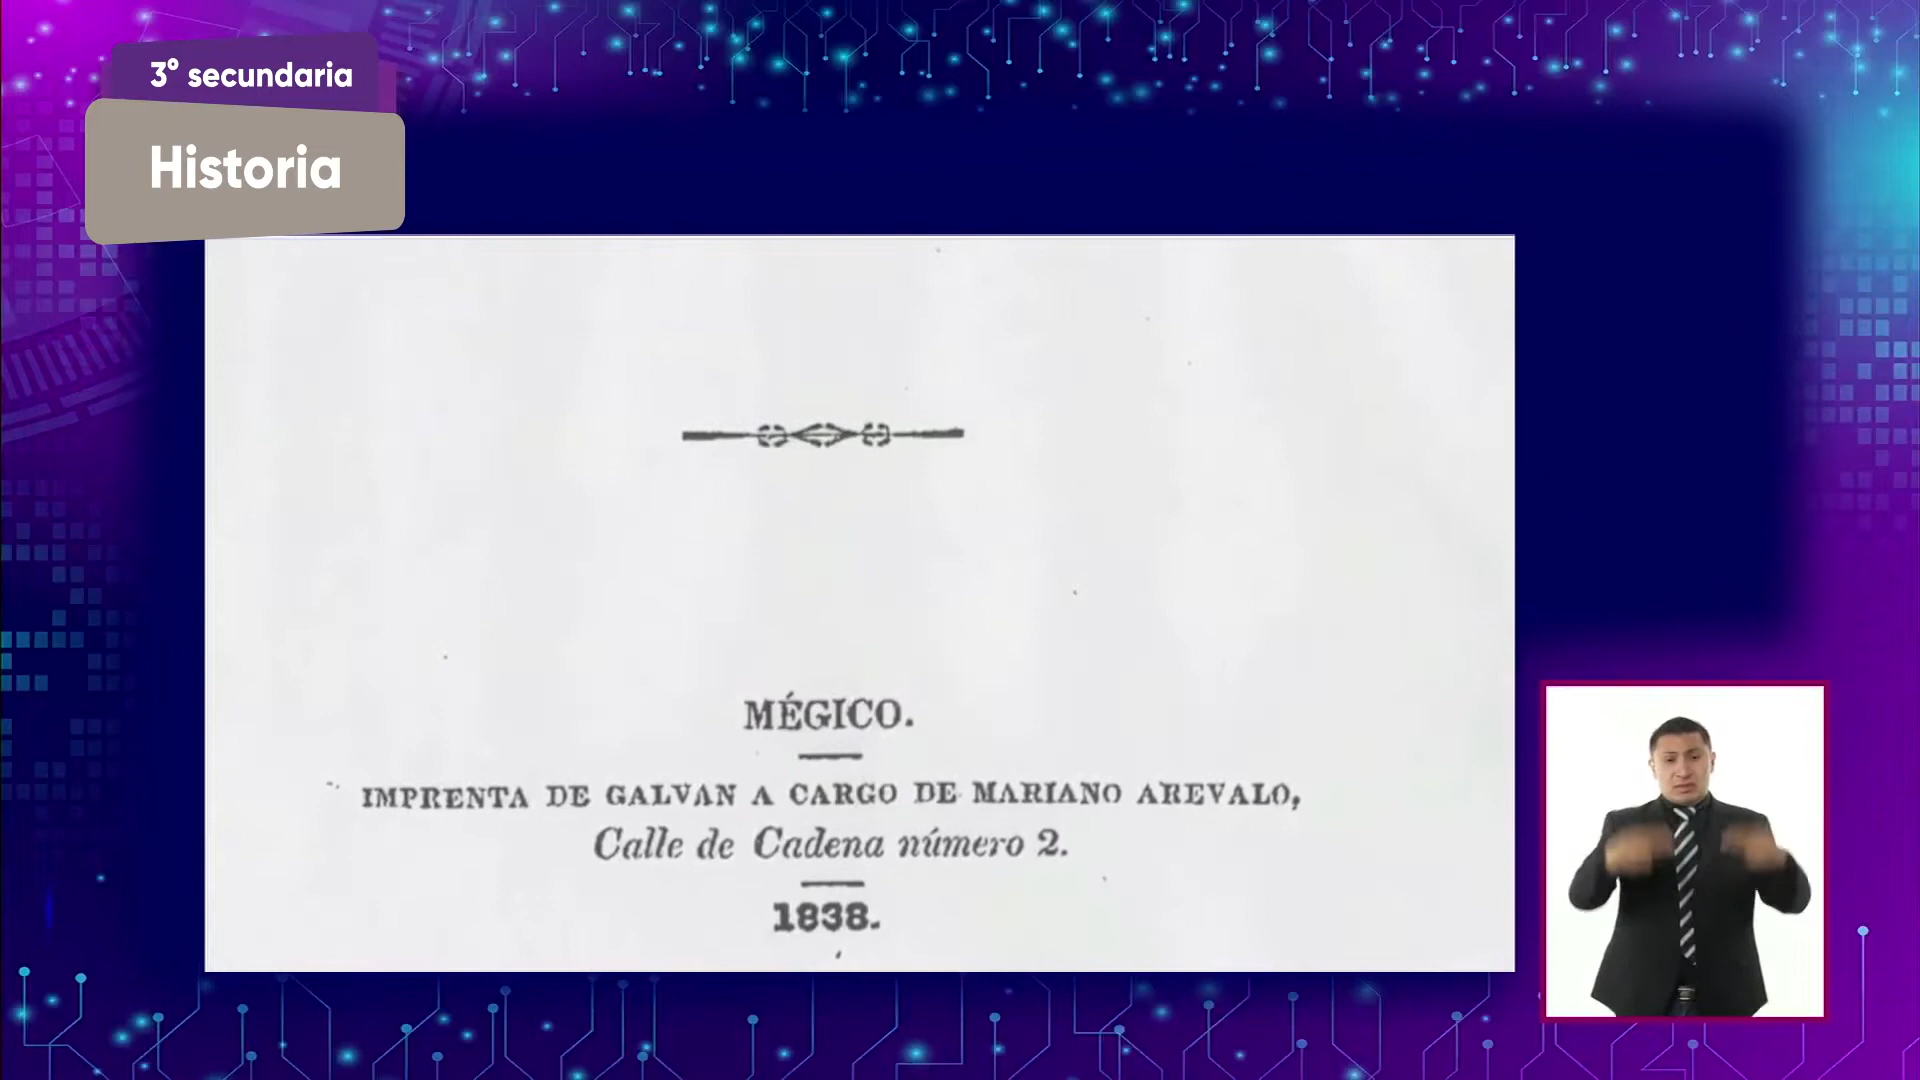 3° secundaria
Historia
MÉGICO.
IMPRENTA DE GALVAN A CARGO DE MARIANO AREVALO,
Calle de Cadena número 2.
1838.